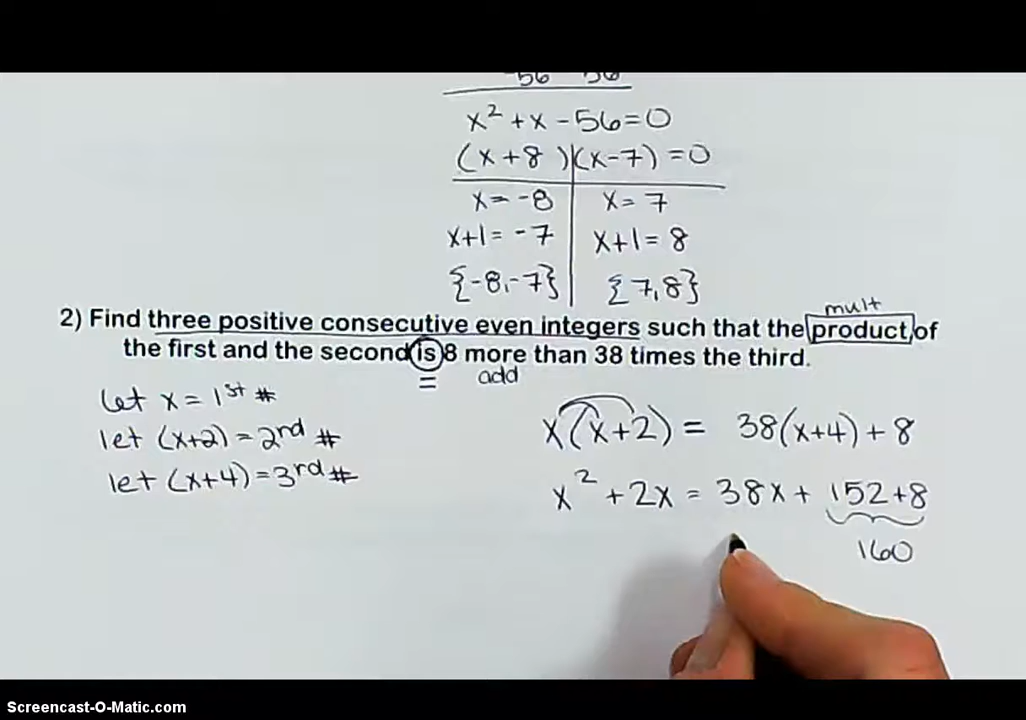 -56 -56
x² + x - 56 = 0
(x + 8)(x - 7) = 0
x = -8 x = 7
x+1 = -7 x+1 = 8
{-8,-7} {7,8}
mult
2) Find three positive consecutive even integers such that the product of
the first and the second is 8 more than 38 times the third.
= add
let x = 1st #
let (x+2) = 2rd #
let (x+4) = 3rd #
x(x+2) = 38(x+4) + 8
x² + 2x = 38x + 152+8
160
Screencast-O-Matic.com